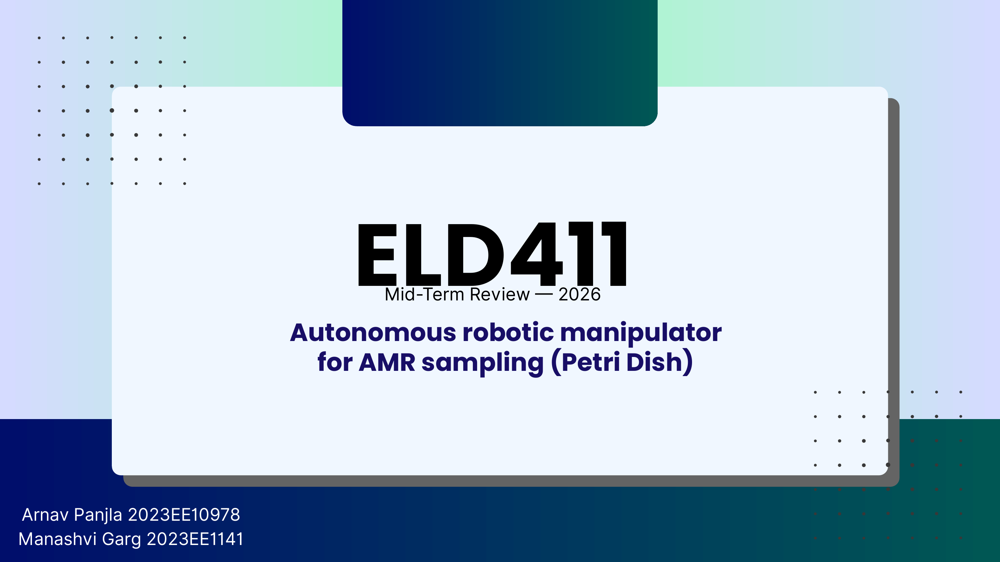 ELD411
Mid-Term Review — 2026
Autonomous robotic manipulator
for AMR sampling (Petri Dish)
Arnav Panjla 2023EE10978
Manashvi Garg 2023EE1141